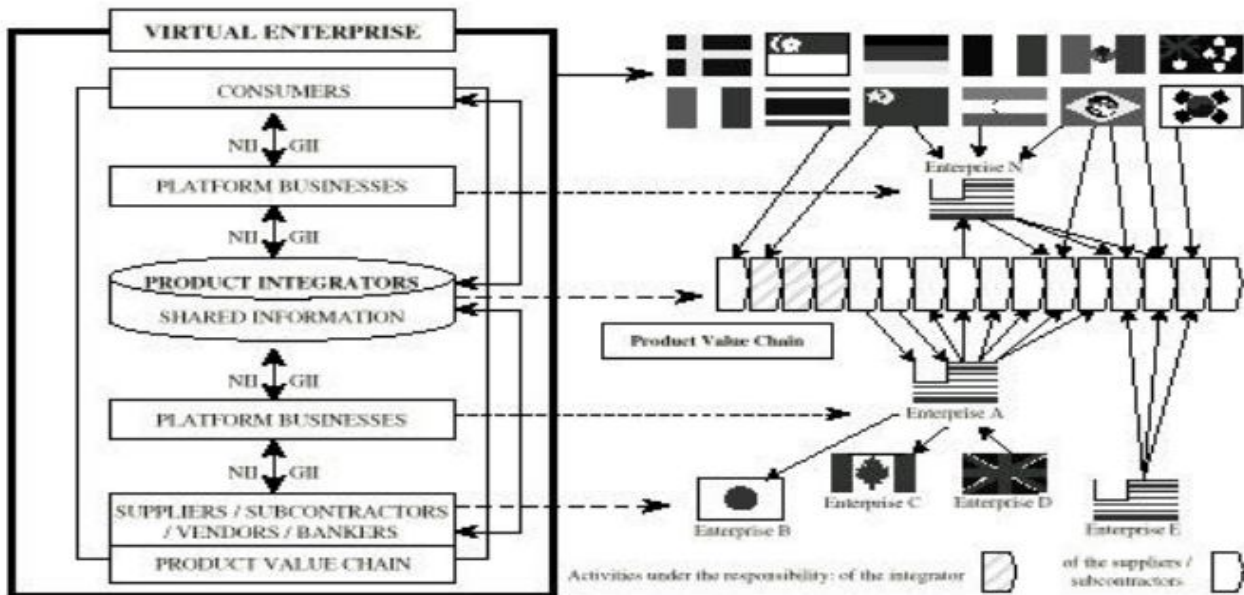 VIRTUAL ENTERPRISE
CONSUMERS
NII GII
PLATFORM BUSINESSES
NII GII
PRODUCT INTEGRATORS
SHARED INFORMATION
NII GII
PLATFORM BUSINESSES
NII GII
SUPPLIERS / SUBCONTRACTORS
/ VENDORS / BANKERS
PRODUCT VALUE CHAIN
Enterprise N
Product Value Chain
Enterprise A
Enterprise B
Enterprise C
Enterprise D
Enterprise E
Activities under the responsibility: of the integrator
of the suppliers /
subcontractors